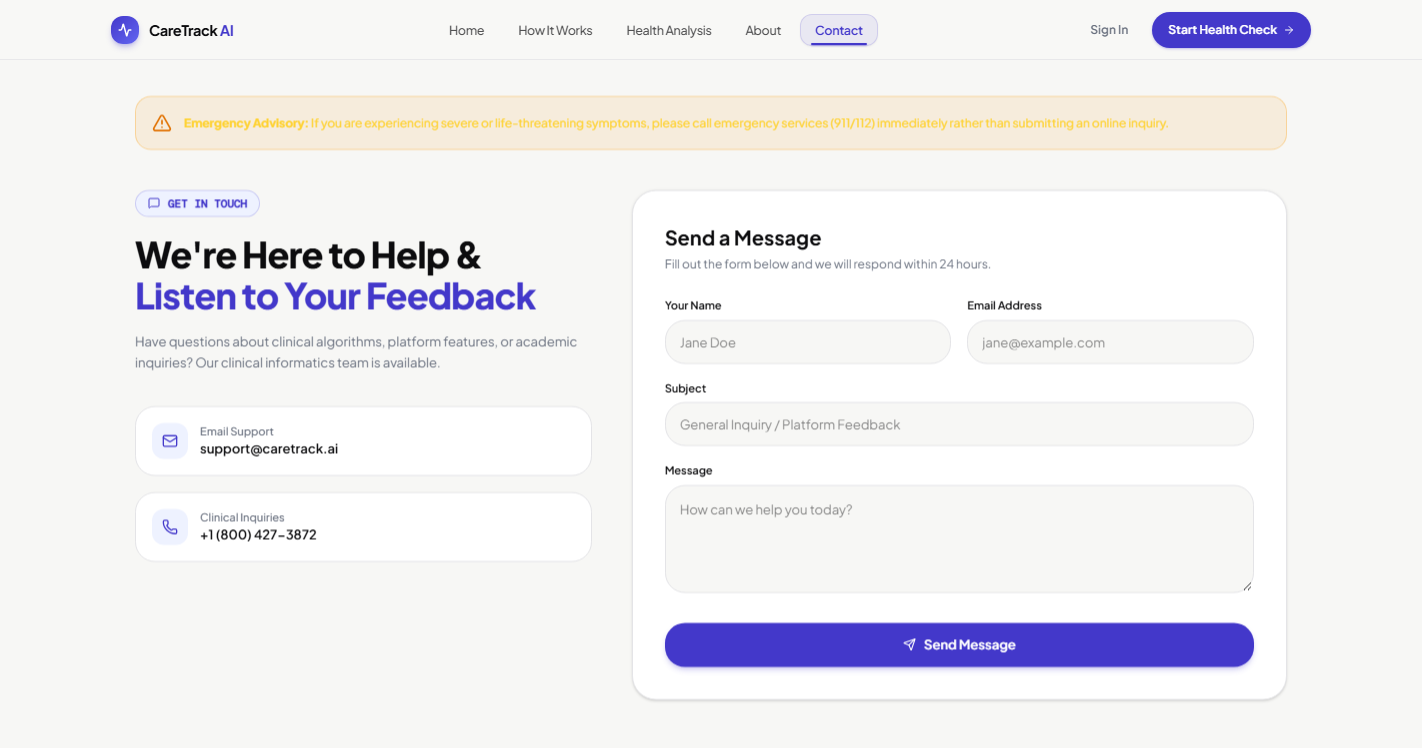 CareTrack AI
Home
How It Works
Health Analysis
About
Contact
Sign In
Start Health Check
Emergency Advisory: If you are experiencing severe or life-threatening symptoms, please call emergency services (911/112) immediately rather than submitting an online inquiry.
GET IN TOUCH
We're Here to Help &
Listen to Your Feedback
Have questions about clinical algorithms, platform features, or academic
inquiries? Our clinical informatics team is available.
Email Support
support@caretrack.ai
Clinical Inquiries
+1 (800) 427-3872
Send a Message
Fill out the form below and we will respond within 24 hours.
Your Name
Email Address
Jane Doe
jane@example.com
Subject
General Inquiry / Platform Feedback
Message
How can we help you today?
Send Message